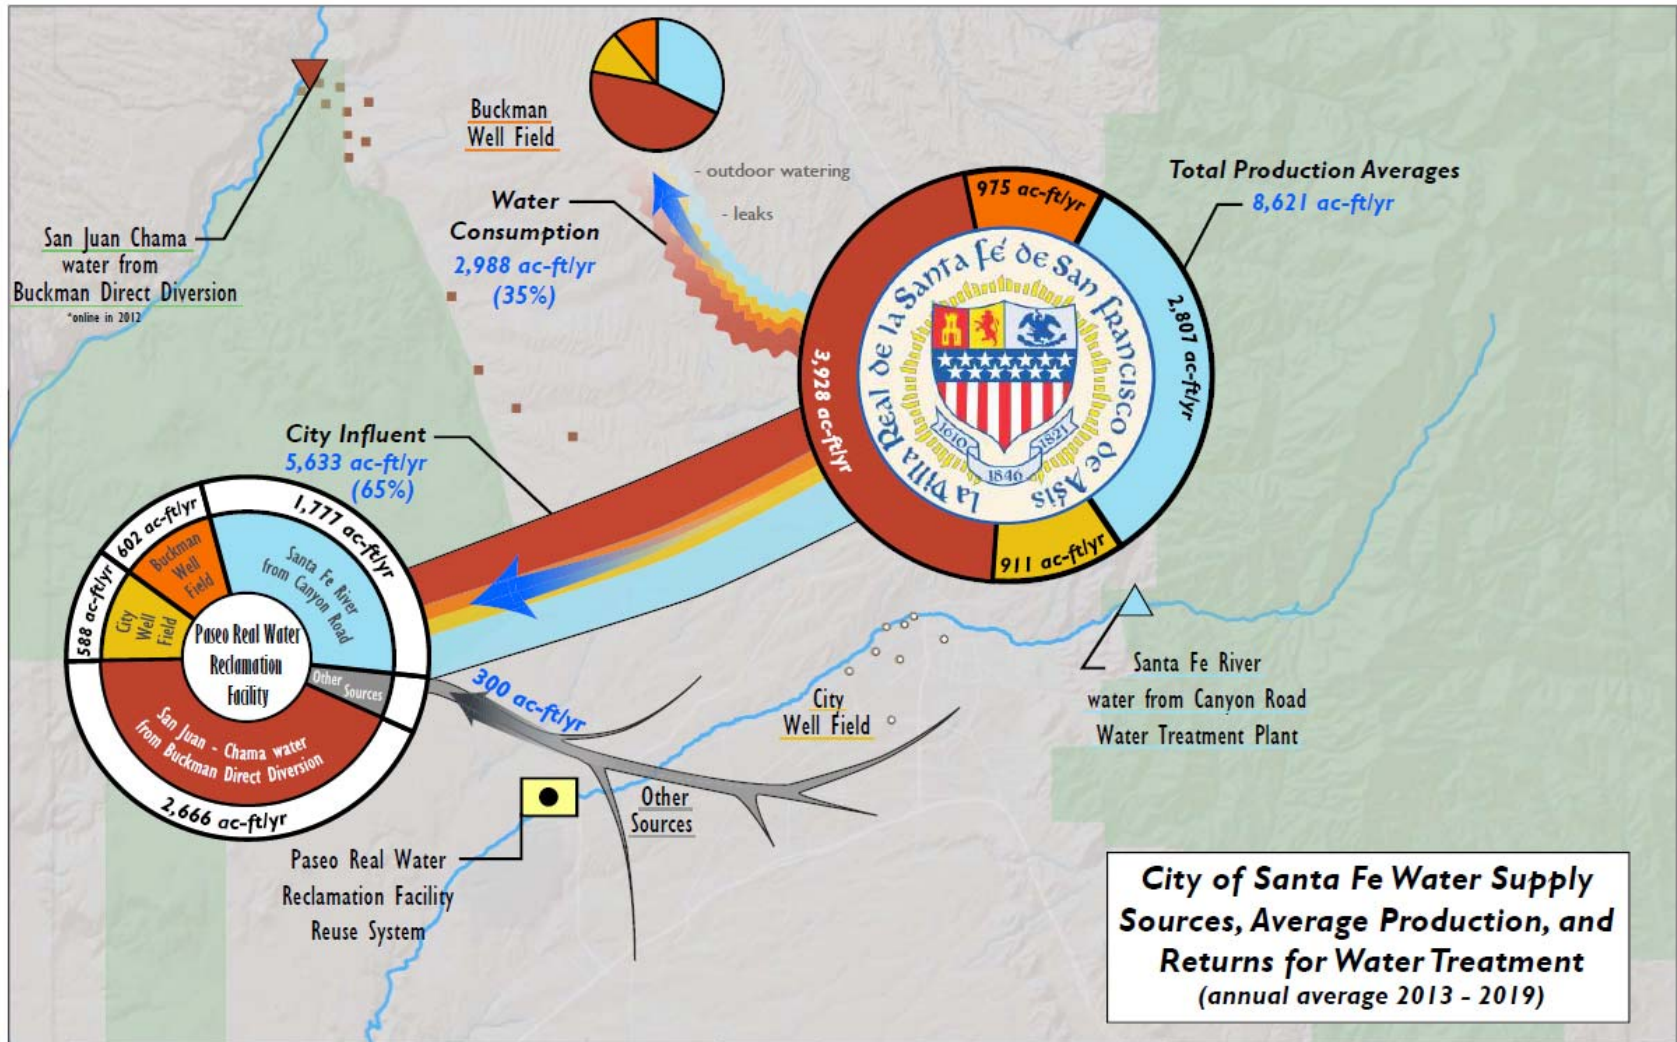 Buckman
Well Field
- outdoor watering
- leaks
Water
Consumption
2,988 ac-ft/yr
(35%)
San Juan Chama
water from
Buckman Direct Diversion
*online in 2012
Total Production Averages
8,621 ac-ft/yr
975 ac-ft/yr
2,807 ac-ft/yr
3,928 ac-ft/yr
911 ac-ft/yr
La Villa Real de la Santa fé de San francisco de Asis
1610
1821
1846
City Influent
5,633 ac-ft/yr
(65%)
602 ac-ft/yr
1,777 ac-ft/yr
588 ac-ft/yr
2,666 ac-ft/yr
Buckman
Well
Field
Santa Fe River
from Canyon Road
City
Well
Field
Paseo Real Water
Reclamation
Facility
Other
Sources
San Juan - Chama water
from Buckman Direct Diversion
300 ac-ft/yr
City
Well Field
Santa Fe River
water from Canyon Road
Water Treatment Plant
Other
Sources
Paseo Real Water
Reclamation Facility
Reuse System
City of Santa Fe Water Supply
Sources, Average Production, and
Returns for Water Treatment
(annual average 2013 - 2019)